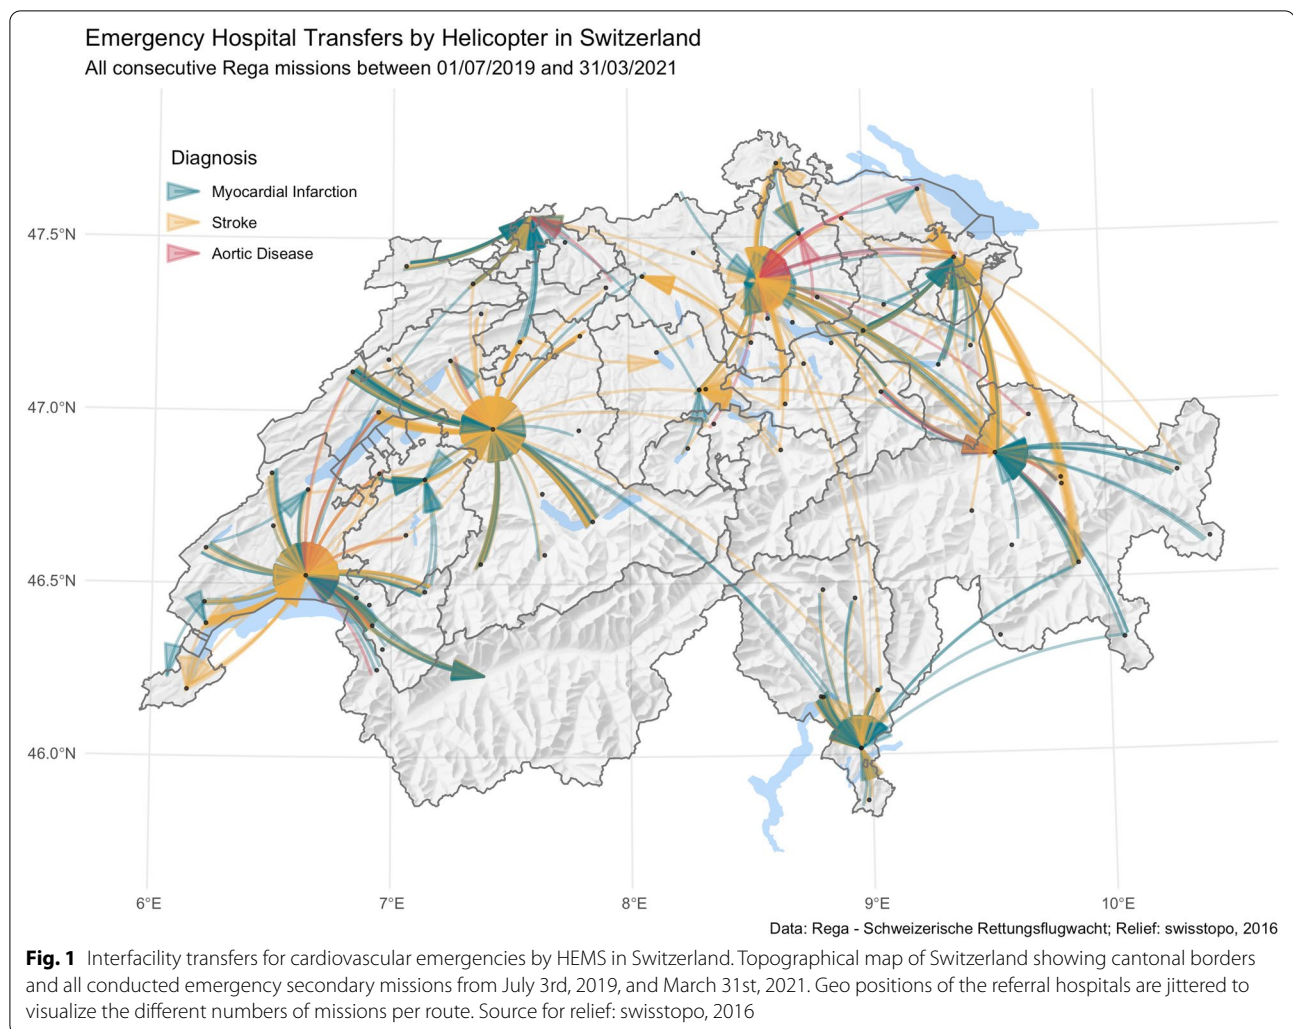 Emergency Hospital Transfers by Helicopter in Switzerland
All consecutive Rega missions between 01/07/2019 and 31/03/2021
Diagnosis
Myocardial Infarction
Stroke
Aortic Disease
47.5°N
47.0°N
46.5°N
46.0°N
6°E
7°E
8°E
9°E
10°E
Data: Rega - Schweizerische Rettungsflugwacht; Relief: swisstopo, 2016
Fig. 1 Interfacility transfers for cardiovascular emergencies by HEMS in Switzerland. Topographical map of Switzerland showing cantonal borders
and all conducted emergency secondary missions from July 3rd, 2019, and March 31st, 2021. Geo positions of the referral hospitals are jittered to
visualize the different numbers of missions per route. Source for relief: swisstopo, 2016